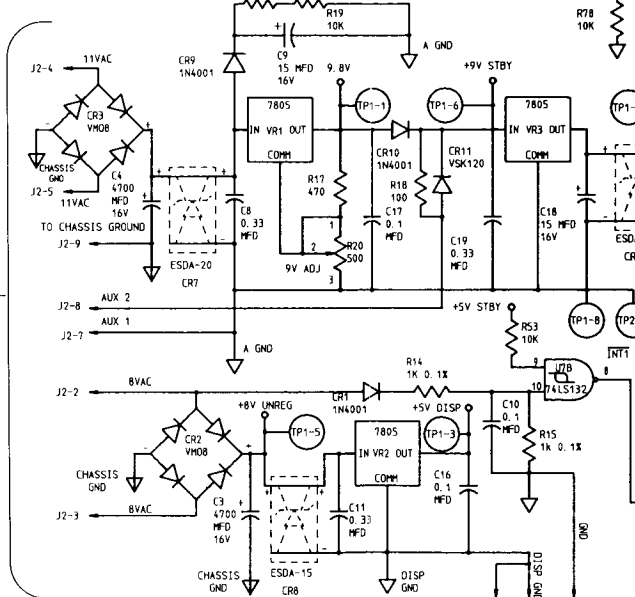 R19
10K
R78
10K
A GND
C9
15 MFD
16V
CR9
1N4001
J2-4
11VAC
CR3
VM08
CHASSIS
GND
J2-5
11VAC
C4
4700
MFD
16V
TO CHASSIS GROUND
J2-9
ESDA-20
CR7
C8
0.33
MFD
9.8V
TP1-1
7805
IN VR1 OUT
COMM
R17
470
1
2
R20
500
3
9V ADJ
CR10
1N4001
C17
0.1
MFD
R18
100
TP1-6
+9V STBY
CR11
VSK120
C19
0.33
MFD
7805
IN VR3 OUT
COMM
C18
15 MFD
16V
TP1-
ESD
CR
J2-8
AUX 2
J2-7
AUX 1
A GND
+5V STBY
TP1-8
TP2
R53
10K
INT1
9
10
U7B
74LS132
8
J2-2
8VAC
CR1
1N4001
R14
1K 0.1%
C10
0.1
MFD
R15
1k 0.1%
GND
CR2
VM08
CHASSIS
GND
J2-3
8VAC
C3
4700
MFD
16V
CHASSIS
GND
+8V UNREG
TP1-5
ESDA-15
CR8
C11
0.33
MFD
7805
IN VR2 OUT
COMM
+5V DISP
TP1-3
C16
0.1
MFD
DISP
GND
DISP GND